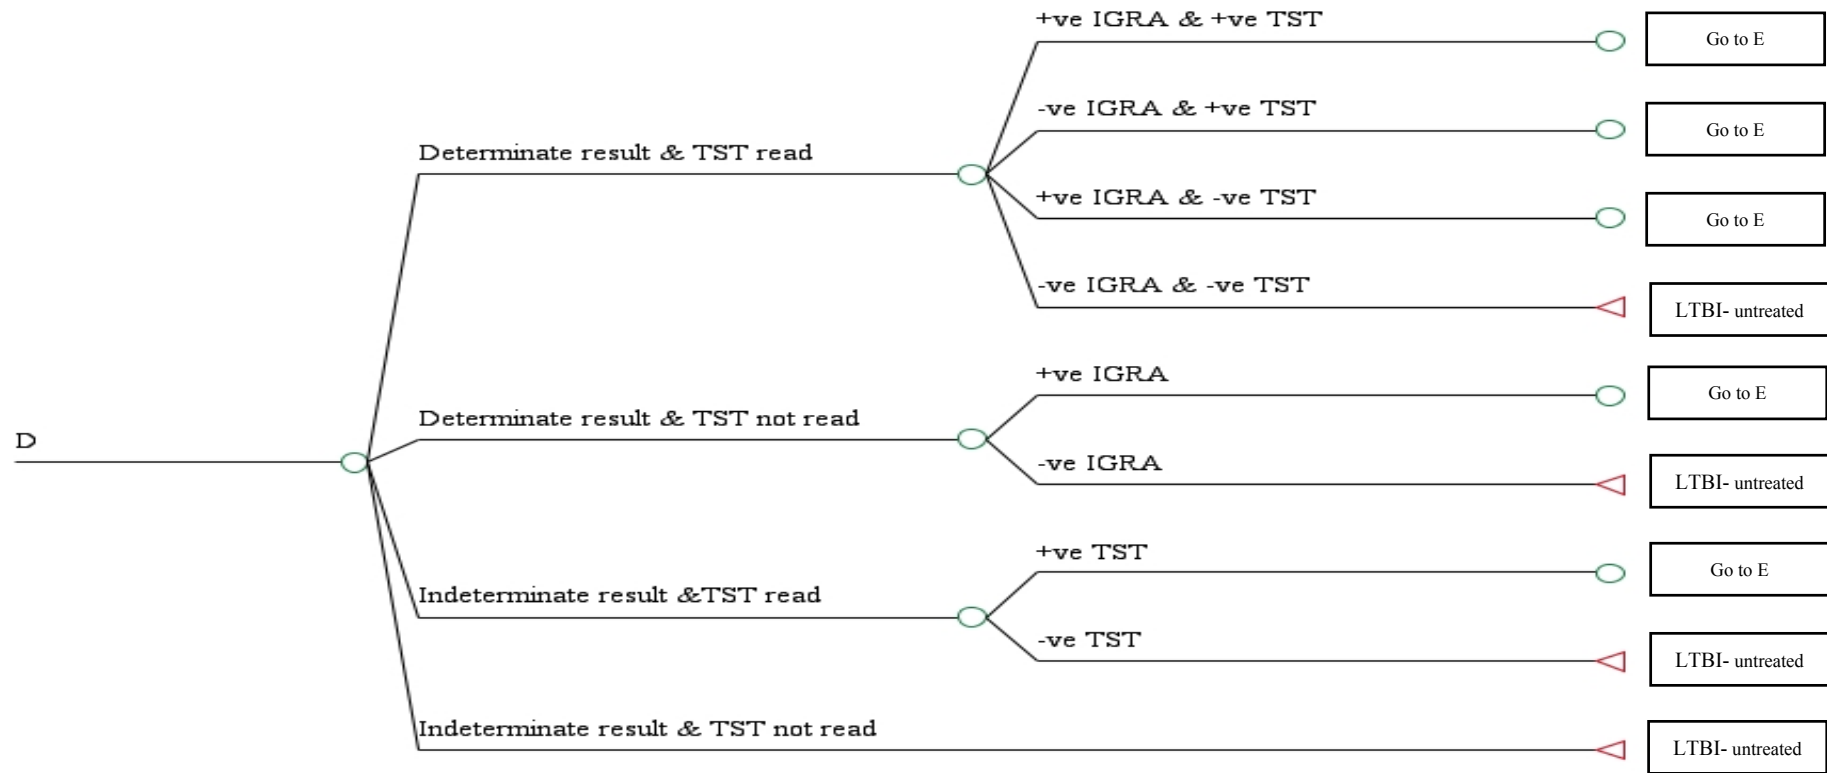 +ve IGRA & +ve TST
Go to E
-ve IGRA & +ve TST
Go to E
Determinate result & TST read
+ve IGRA & -ve TST
Go to E
-ve IGRA & -ve TST
LTBI- untreated
+ve IGRA
Go to E
Determinate result & TST not read
D
-ve IGRA
LTBI- untreated
+ve TST
Go to E
Indeterminate result &TST read
-ve TST
LTBI- untreated
Indeterminate result & TST not read
LTBI- untreated